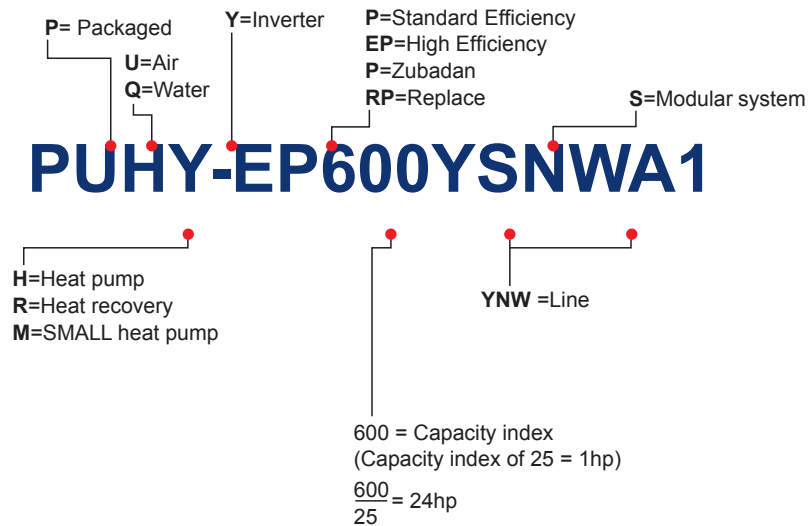 P= Packaged
U=Air
Q=Water
Y=Inverter
P=Standard Efficiency
EP=High Efficiency
P=Zubadan
RP=Replace
S=Modular system
PUHY-EP600YSNWA1
H=Heat pump
R=Heat recovery
M=SMALL heat pump
YNW =Line
600 = Capacity index
(Capacity index of 25 = 1hp)
600
25
= 24hp